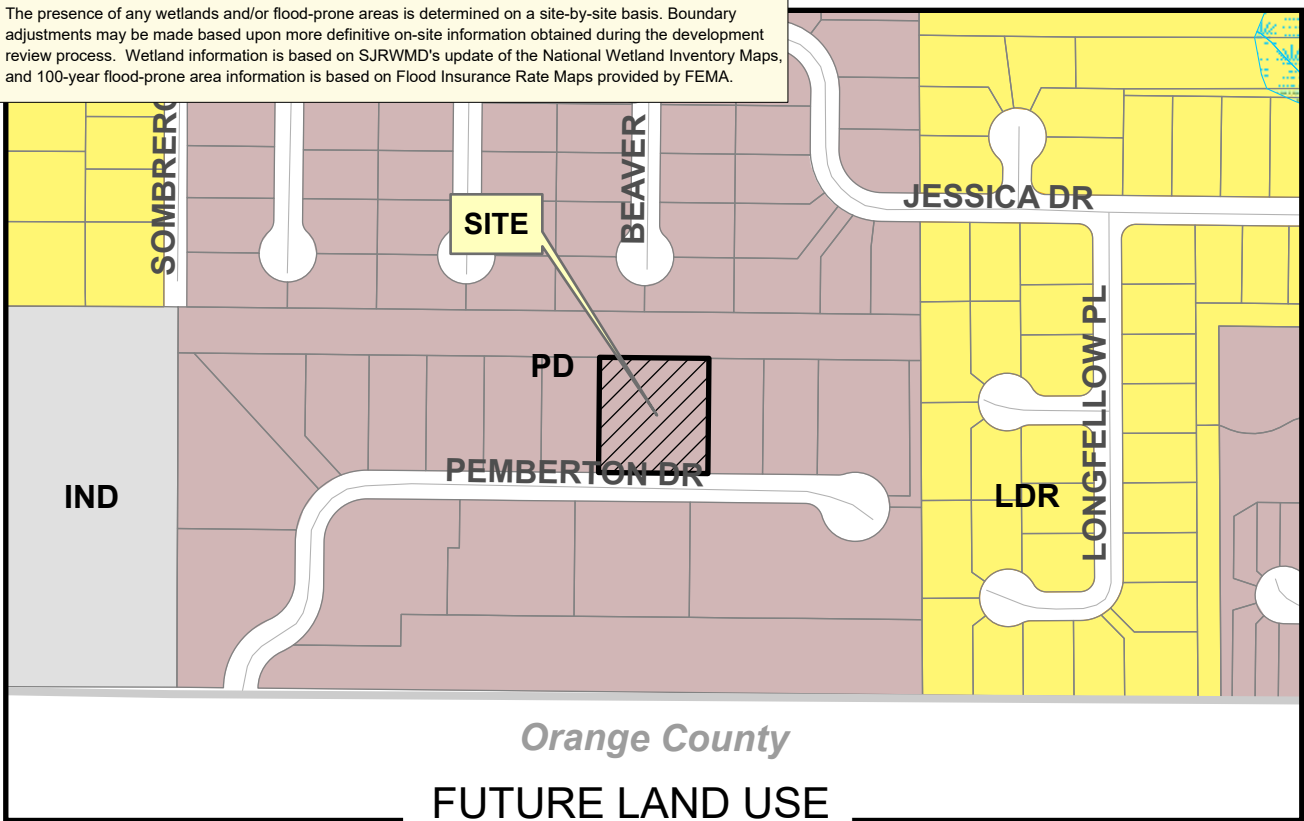 The presence of any wetlands and/or flood-prone areas is determined on a site-by-site basis. Boundary
adjustments may be made based upon more definitive on-site information obtained during the development
review process. Wetland information is based on SJRWMD's update of the National Wetland Inventory Maps,
and 100-year flood-prone area information is based on Flood Insurance Rate Maps provided by FEMA.
BEAVER
JESSICA DR
SITE
PD
LONGFELLOW PL
PEMBERTON DR
IND
LDR
Orange County
FUTURE LAND USE